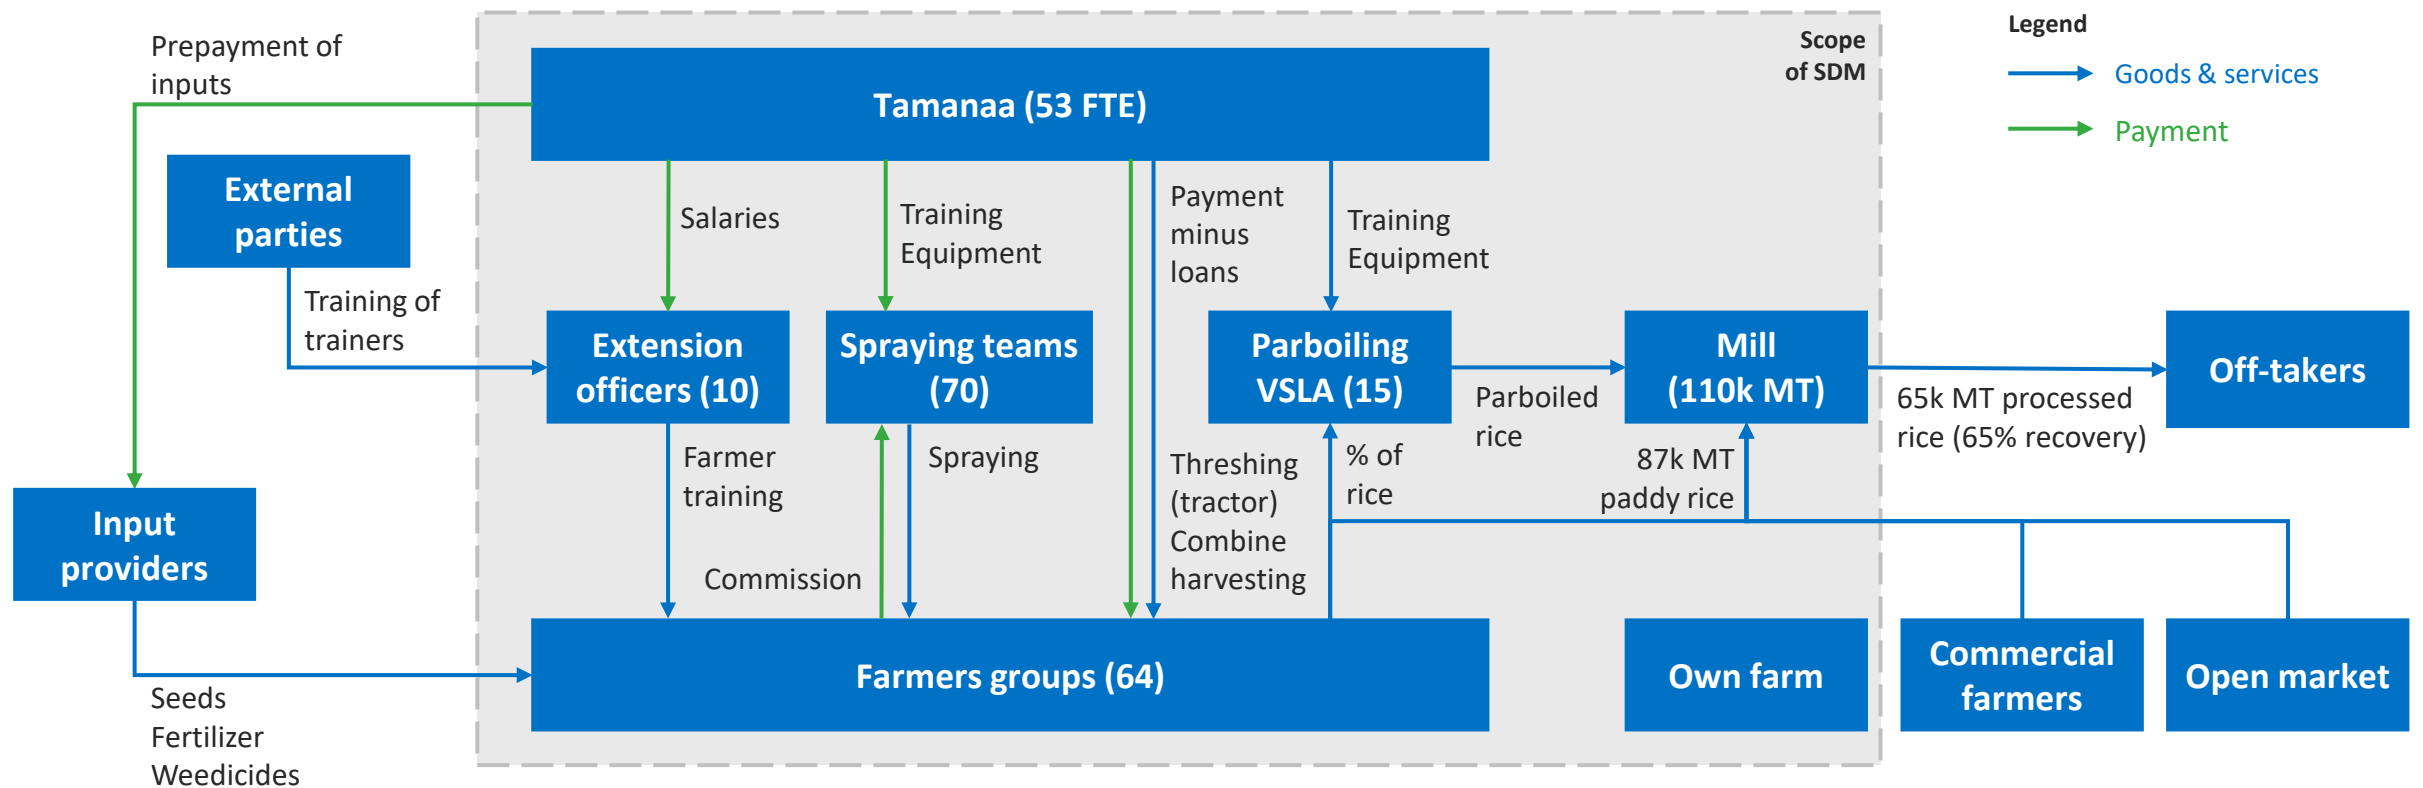 Prepayment of
inputs
Scope
of SDM
Legend
Goods & services
Payment
Tamanaa (53 FTE)
External
parties
Training of
trainers
Salaries
Training
Equipment
Payment
minus
loans
Training
Equipment
Extension
officers (10)
Spraying teams
(70)
Parboiling
VSLA (15)
Parboiled
rice
Mill
(110k MT)
65k MT processed
rice (65% recovery)
Off-takers
Farmer
training
Commission
Spraying
Threshing
(tractor)
Combine
harvesting
% of
rice
87k MT
paddy rice
Input
providers
Seeds
Fertilizer
Weedicides
Farmers groups (64)
Own farm
Commercial
farmers
Open market